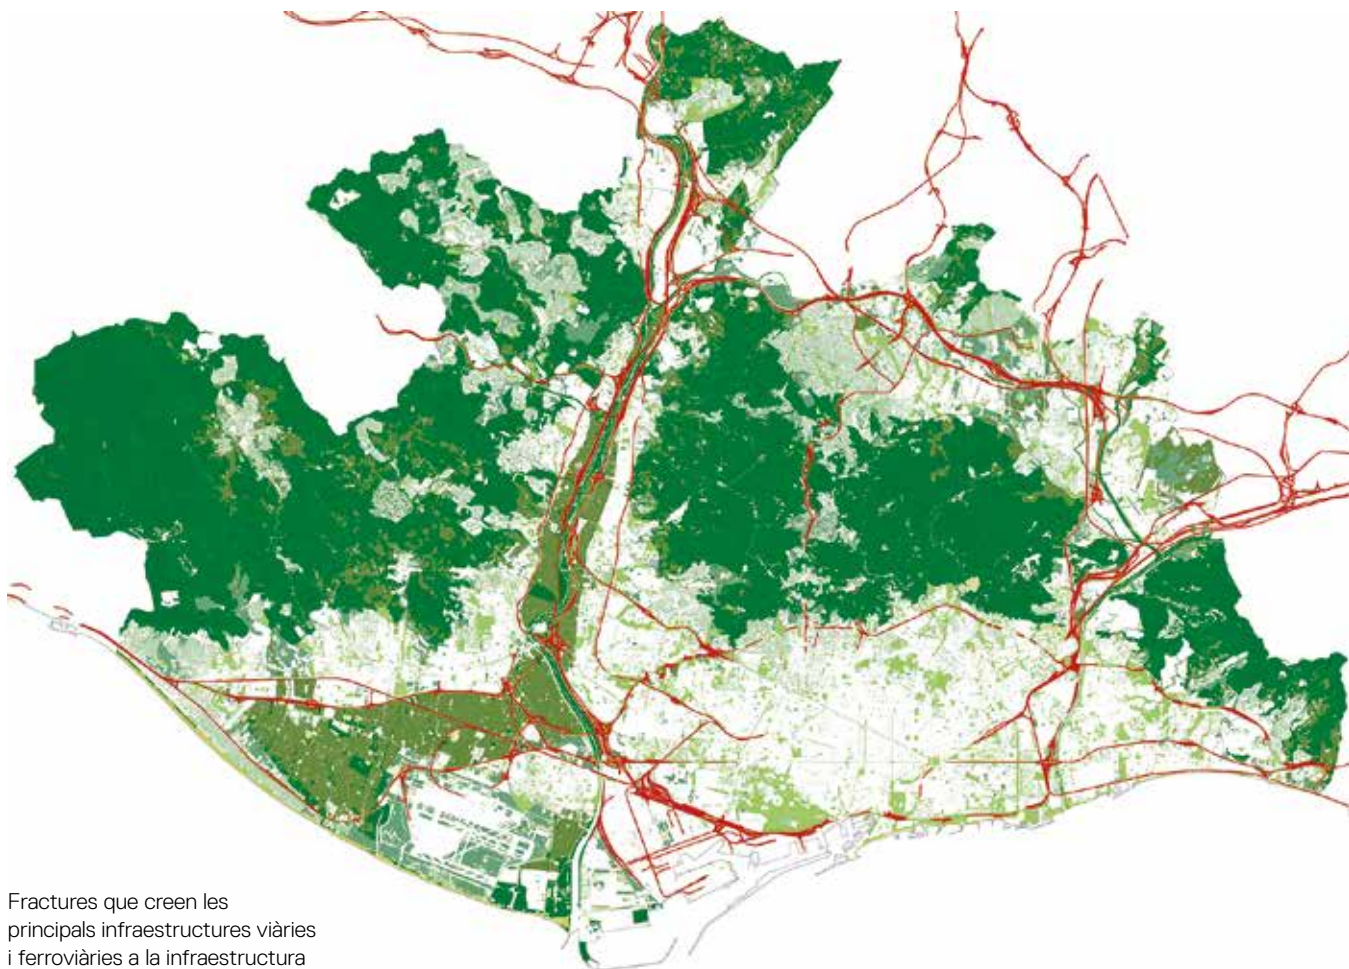 Fractures que creen les
principals infraestructures viàries
i ferroviàries a la infraestructura